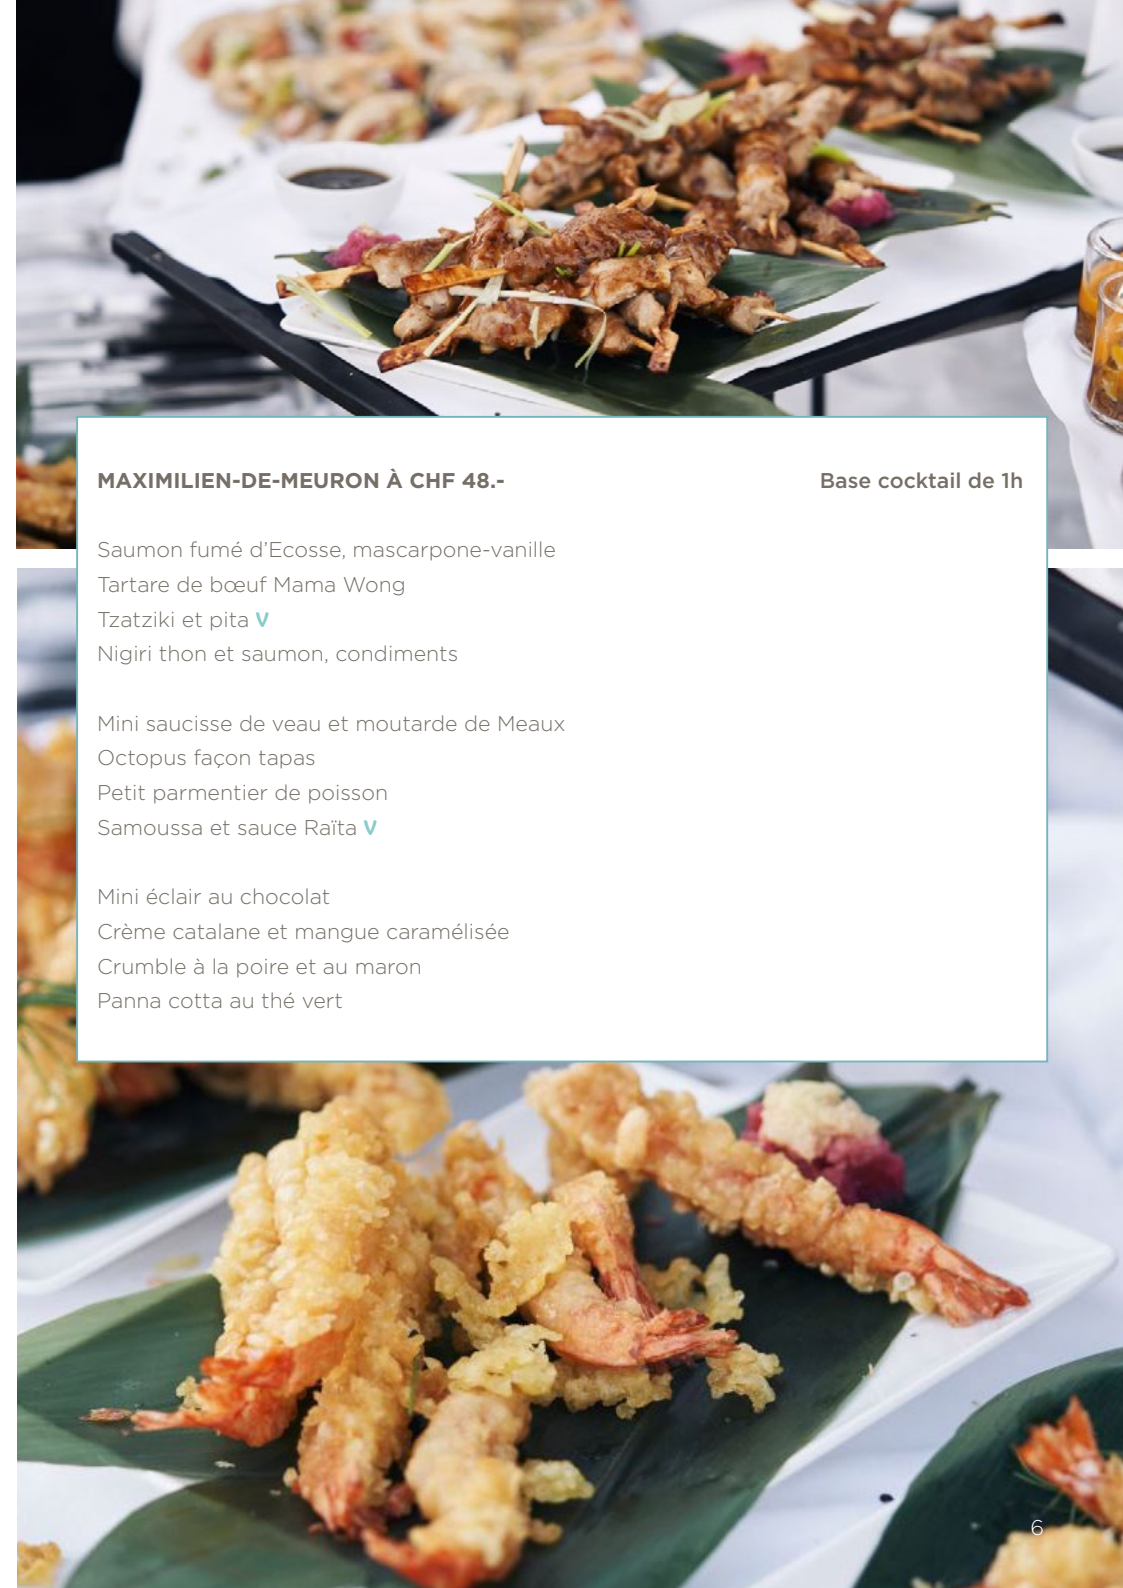 MAXIMILIEN-DE-MEURON À CHF 48.- Base cocktail de 1h
Saumon fumé d’Ecosse, mascarpone-vanille
Tartare de bœuf Mama Wong
Tzatziki et pita V
Nigiri thon et saumon, condiments
Mini saucisse de veau et moutarde de Meaux
Octopus façon tapas
Petit parmentier de poisson
Samoussa et sauce Raïta V
Mini éclair au chocolat
Crème catalane et mangue caramélisée
Crumble à la poire et au maron
Panna cotta au thé vert
6